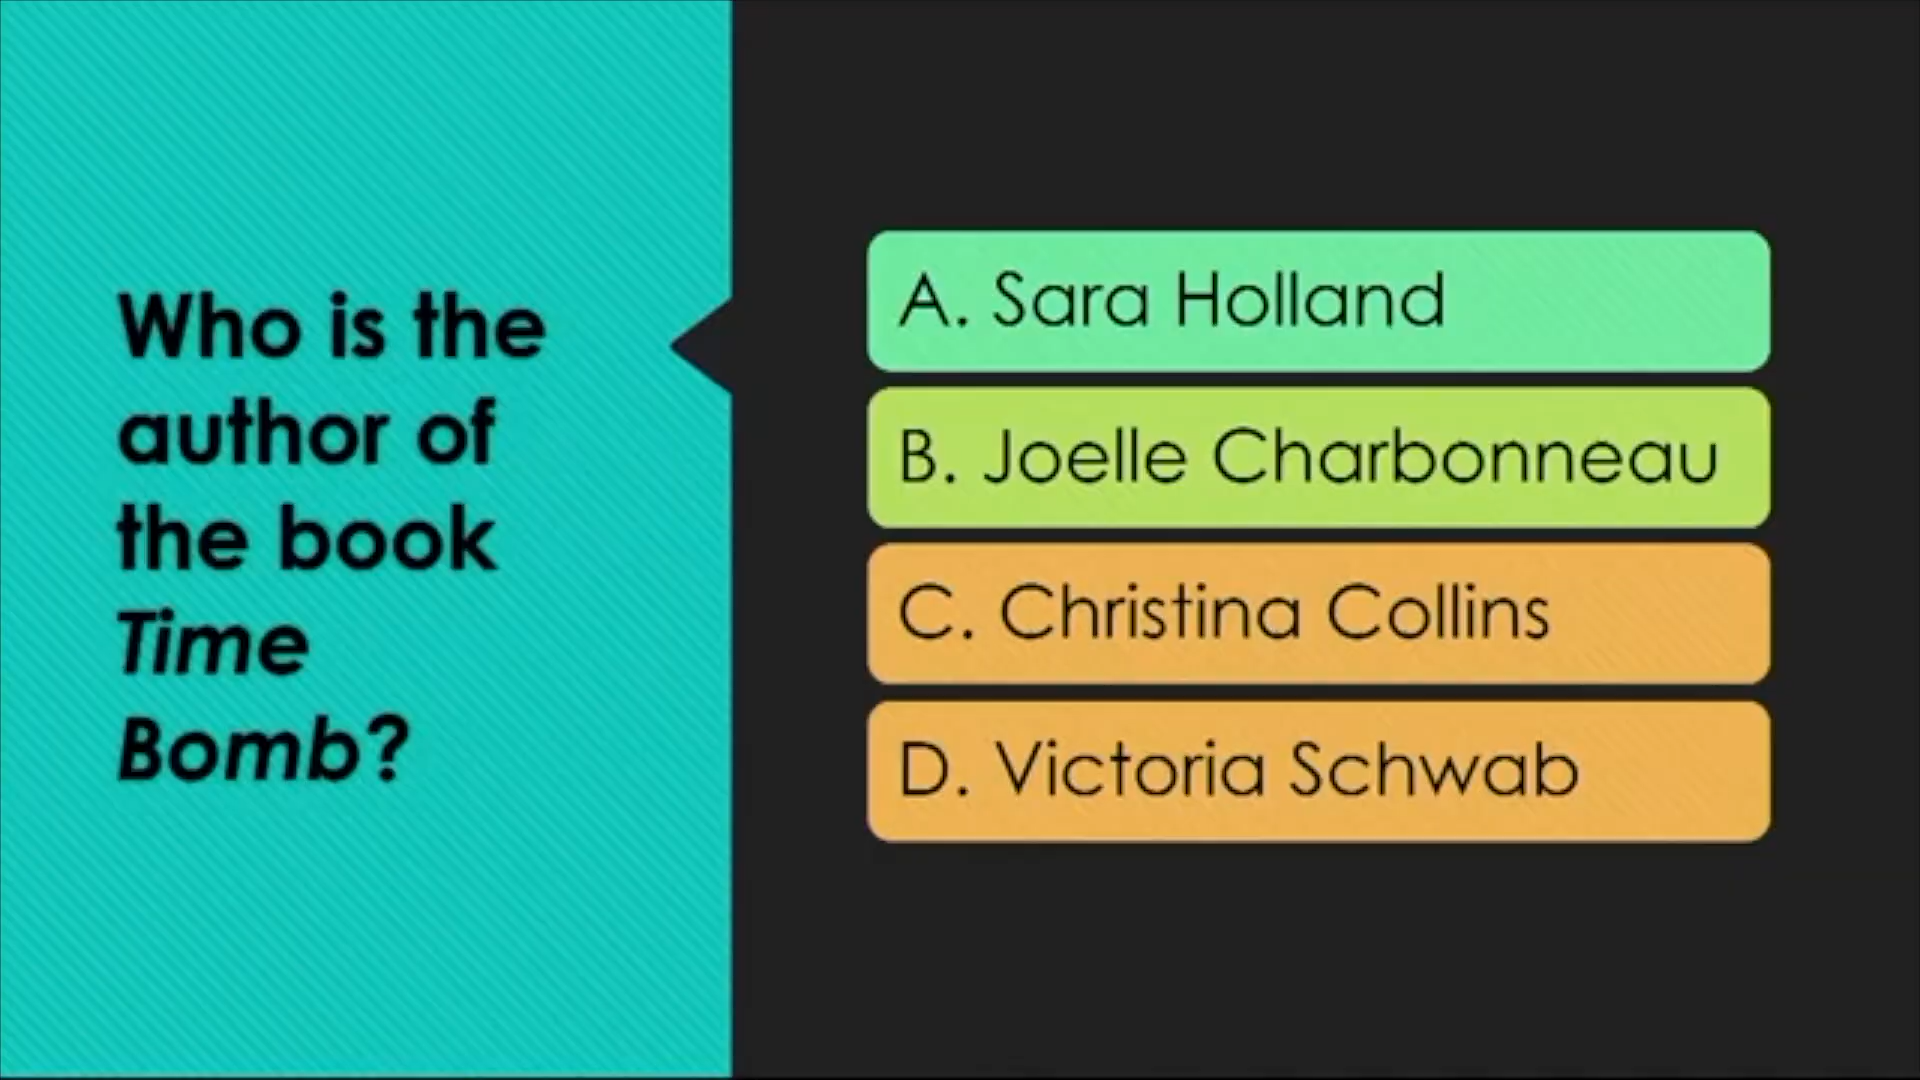 Who is the
author of
the book
Time
Bomb?
A. Sara Holland
B. Joelle Charbonneau
C. Christina Collins
D. Victoria Schwab